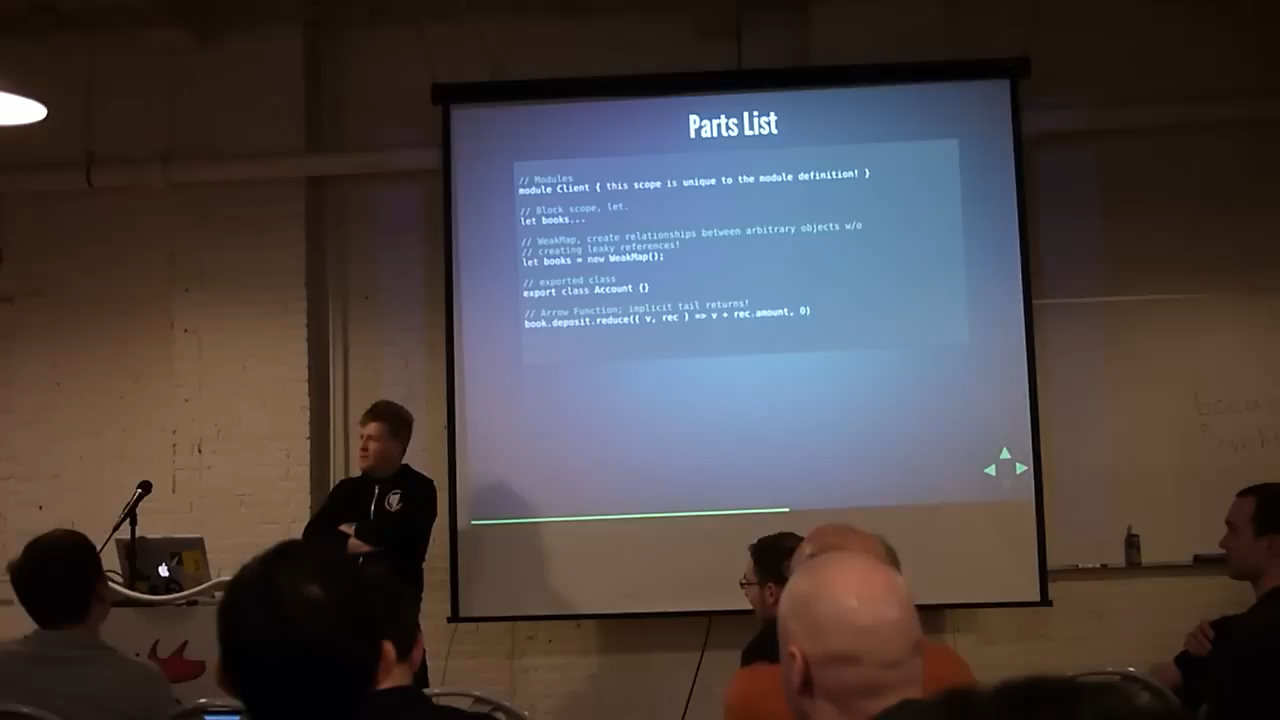 Parts List
// Modules
module Client { this scope is unique to the module definition! }
// Block scope, let.
let books...
// WeakMap, create relationships between arbitrary objects w/o
// creating leaky references!
let books = new WeakMap();
// exported class
export class Account {}
// Arrow Function; implicit tail returns!
book.deposit.reduce(( v, rec ) => v + rec.amount, 0)